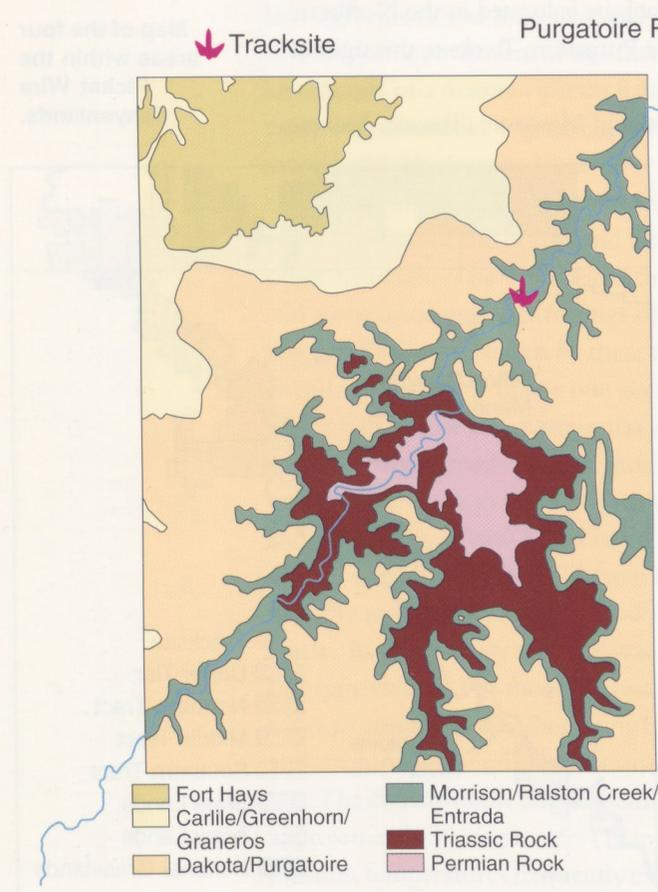 Tracksite
Purgatoire
Fort Hays
Carlile/Greenhorn/
Graneros
Dakota/Purgatoire
Morrison/Ralston Creek/
Entrada
Triassic Rock
Permian Rock